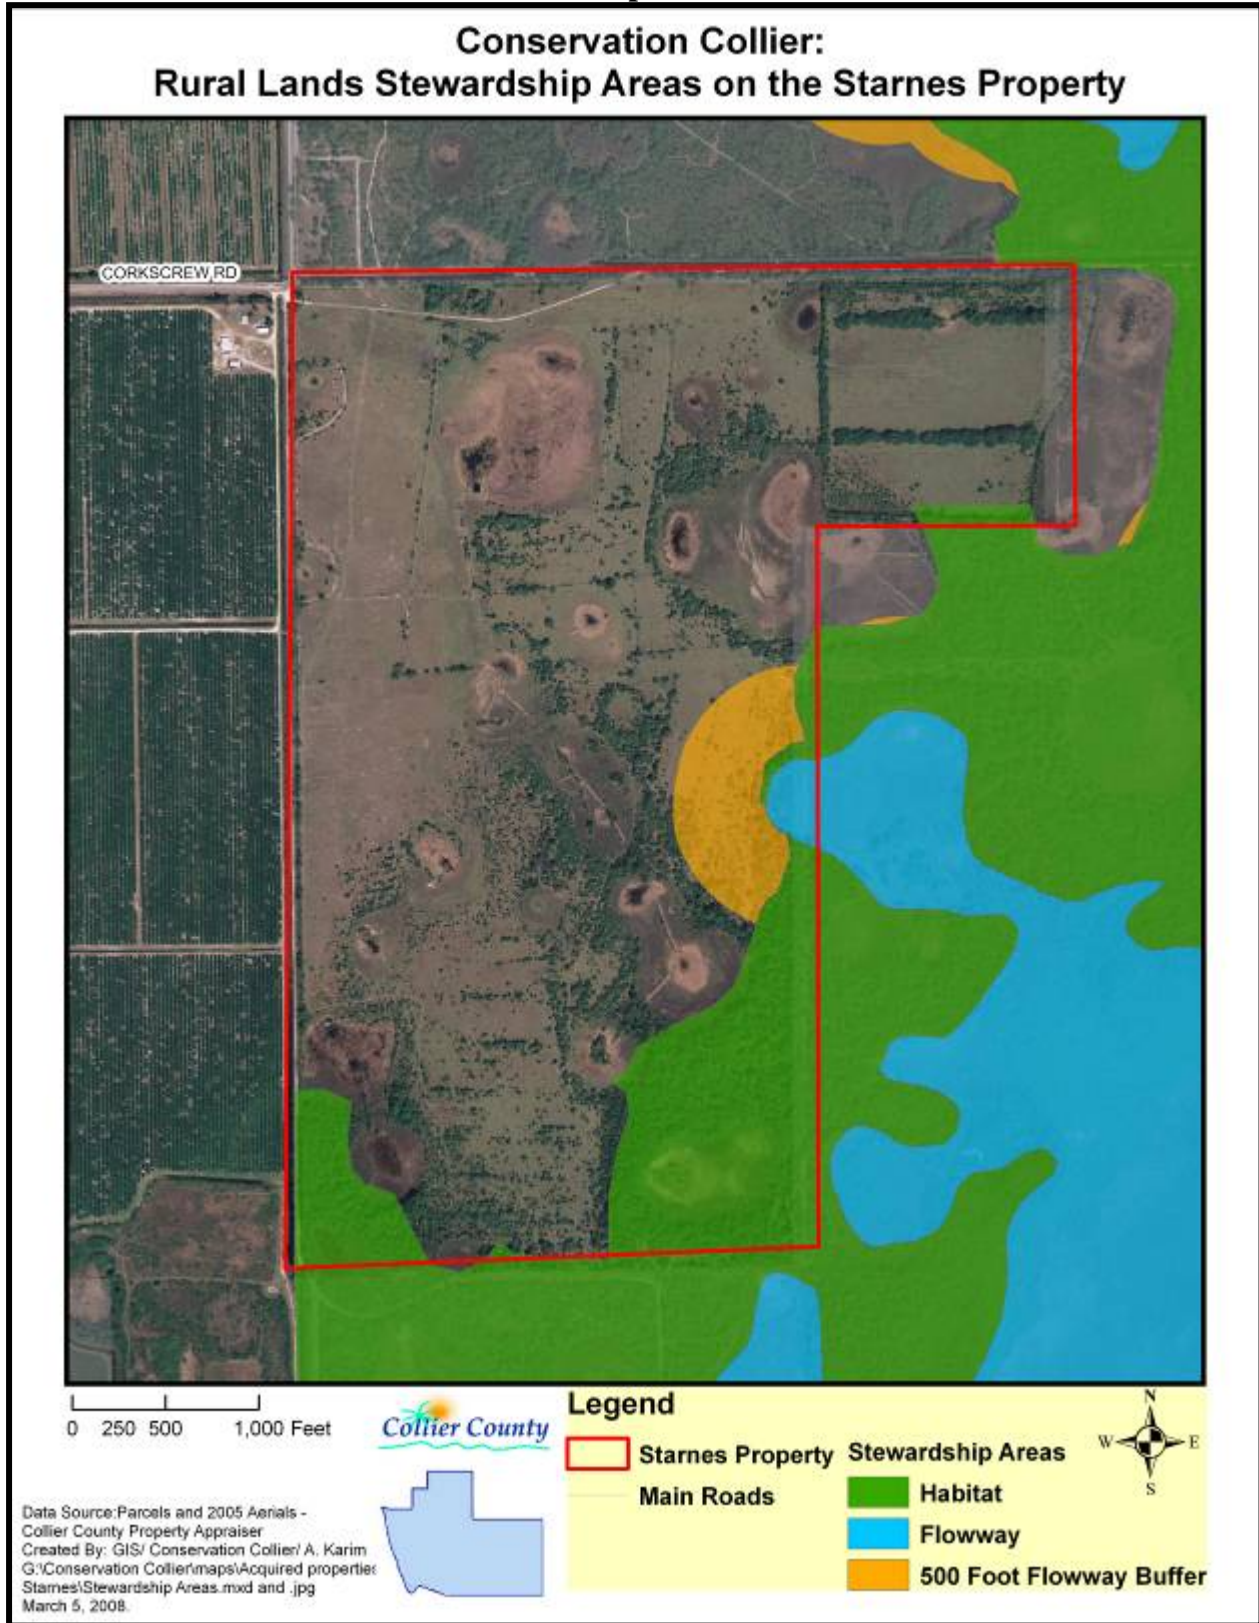 Conservation Collier:
Rural Lands Stewardship Areas on the Starnes Property
CORKSCREW RD
0 250 500 1,000 Feet
Collier County
Data Source:Parcels and 2005 Aerials -
Collier County Property Appraiser
Created By: GIS/ Conservation Collier/ A. Karim
G:\Conservation Collier\maps\Acquired properties
Starnes\Stewardship Areas.mxd and .jpg
March 5, 2008.
Legend
Starnes Property
Main Roads
Stewardship Areas
Habitat
Flowway
500 Foot Flowway Buffer
N
W E
S